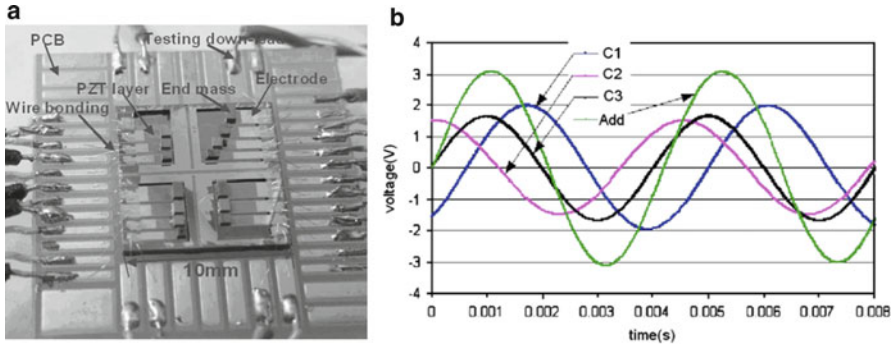 a
PCB
Testing down-lead
PZT layer
End mass
Electrode
Wire bonding
10mm
b
voltage(V)
4
3
2
1
0
-1
-2
-3
-4
C1
C2
C3
Add
0 0.001 0.002 0.003 0.004 0.005 0.006 0.007 0.008
time(s)